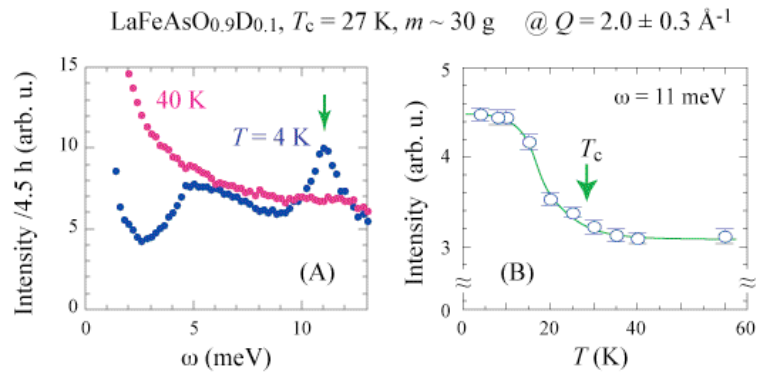 LaFeAsO0.9D0.1, Tc = 27 K, m ~ 30 g @ Q = 2.0 ± 0.3 Å-1
Intensity /4.5 h (arb. u.)
15
10
5
0
40 K
T = 4 K
(A)
0 5 10
ω (meV)
Intensity (arb. u.)
5
4
3
0
ω = 11 meV
Tc
(B)
0 20 40 60
T (K)